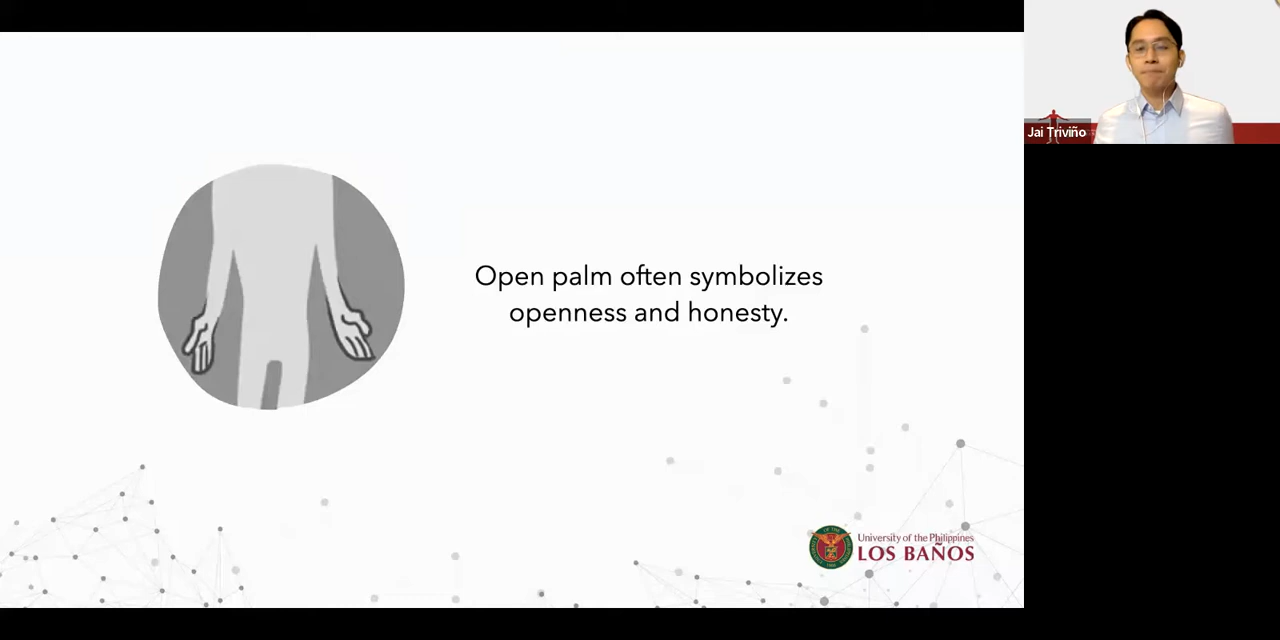 Jai Triviño
Open palm often symbolizes
openness and honesty.
University of the Philippines
LOS BAÑOS